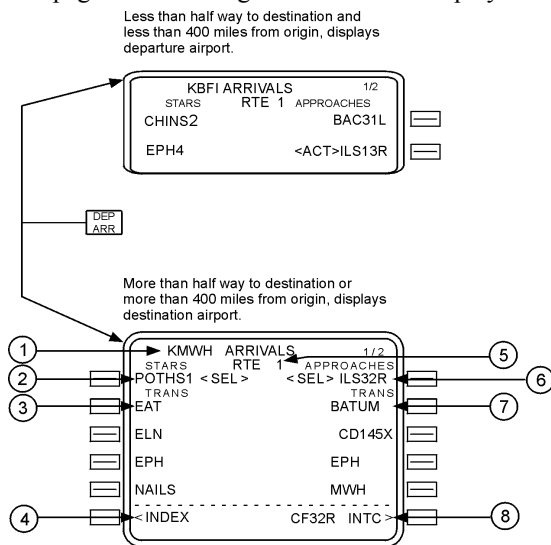 Less than half way to destination and
less than 400 miles from origin, displays
departure airport.
KBFI ARRIVALS 1/2
STARS RTE 1 APPROACHES
CHINS2 BAC31L
EPH4 <ACT>ILS13R
DEP
ARR
More than half way to destination or
more than 400 miles from origin, displays
destination airport.
1 KMWH ARRIVALS 1/2 5
STARS RTE 1 APPROACHES
2 POTHS1 <SEL> <SEL> ILS32R 6
TRANS TRANS
3 EAT BATUM 7
ELN CD145X
EPH EPH
NAILS MWH
4 <INDEX CF32R INTC> 8